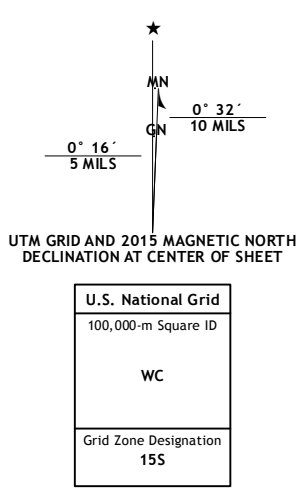 ★
MN
0° 32´
10 MILS
GN
0° 16´
5 MILS
UTM GRID AND 2015 MAGNETIC NORTH
DECLINATION AT CENTER OF SHEET
U.S. National Grid
100,000-m Square ID
WC
Grid Zone Designation
15S